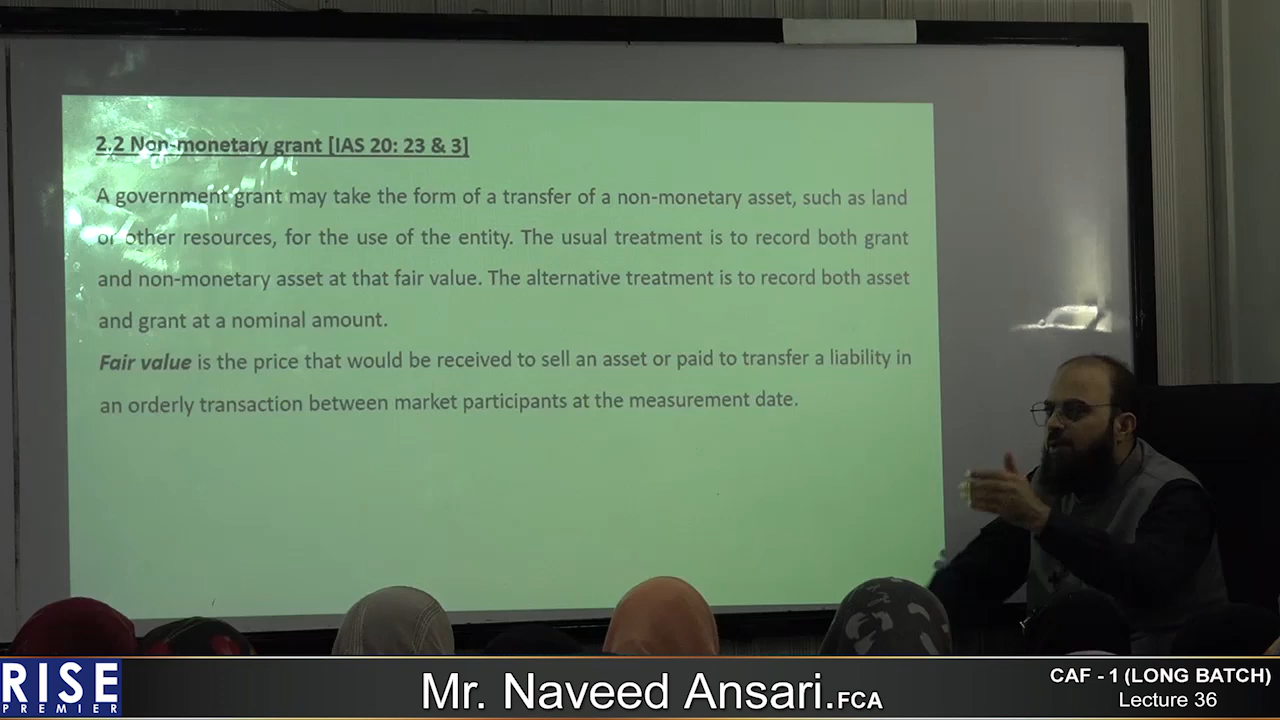 2.2 Non-monetary grant [IAS 20: 23 & 3]
A government grant may take the form of a transfer of a non-monetary asset, such as land
or other resources, for the use of the entity. The usual treatment is to record both grant
and non-monetary asset at that fair value. The alternative treatment is to record both asset
and grant at a nominal amount.
Fair value is the price that would be received to sell an asset or paid to transfer a liability in
an orderly transaction between market participants at the measurement date.
RISE
PREMIER
Mr. Naveed Ansari.FCA
CAF - 1 (LONG BATCH)
Lecture 36